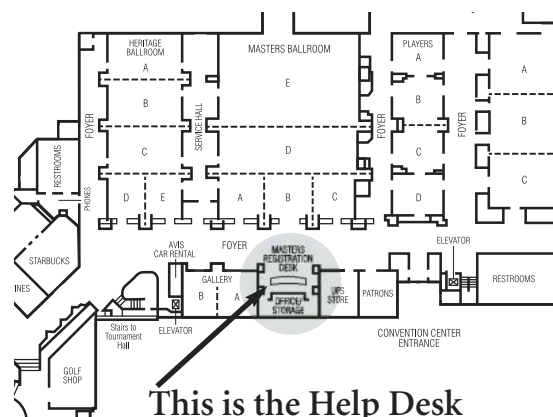 HERITAGE
BALLROOM
A
B
C
D
E
MASTERS BALLROOM
E
D
A
B
C
PLAYERS
A
B
C
D
A
B
C
FOYER
SERVICE HALL
FOYER
FOYER
RESTROOMS
PHONES
STARBUCKS
INES
AVIS
CAR RENTAL
FOYER
GALLERY
B
A
MASTERS
REGISTRATION
DESK
OFFICE/
STORAGE
UPS
STORE
PATRONS
ELEVATOR
RESTROOMS
Stairs to
Tournament
Hall
ELEVATOR
CONVENTION CENTER
ENTRANCE
GOLF
SHOP
This is the Help Desk